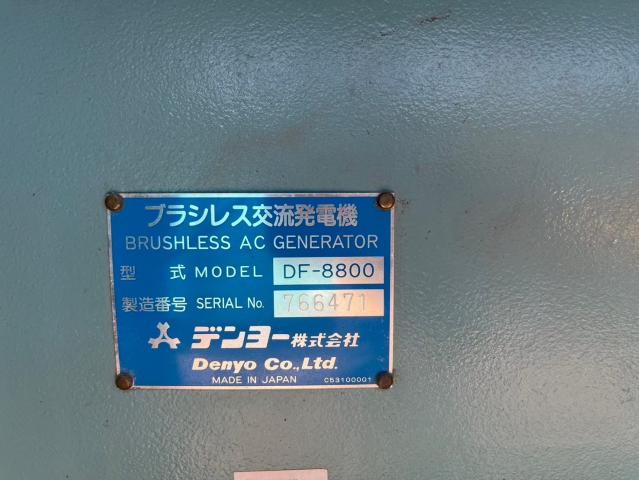 ブラシレス交流発電機
BRUSHLESS AC GENERATOR
型 式 MODEL DF-8800
製造番号 SERIAL No. 766471
デンヨー株式会社
Denyo Co.,Ltd.
MADE IN JAPAN C53100001